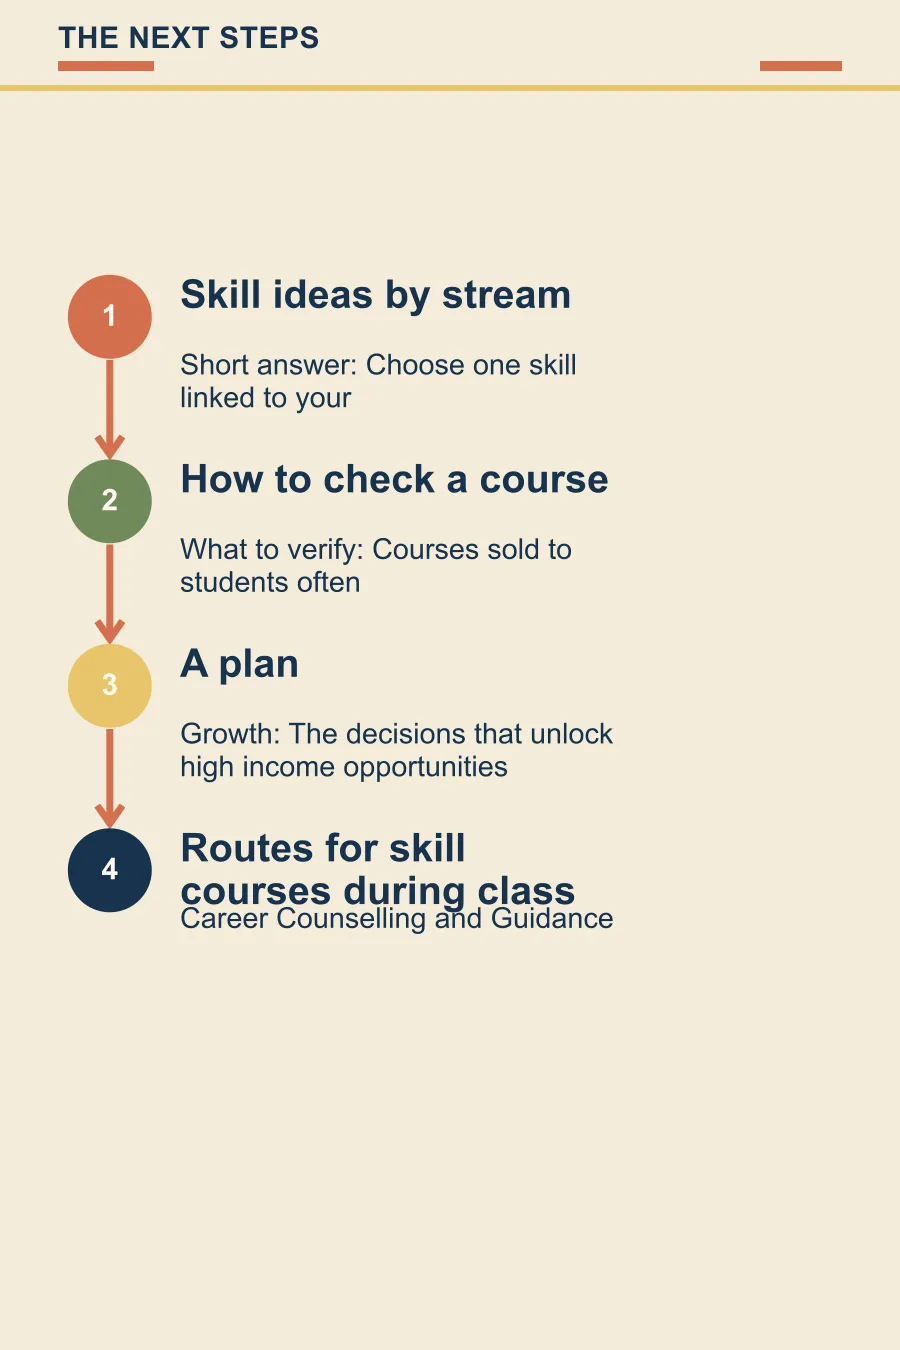 THE NEXT STEPS
1
Skill ideas by stream
Short answer: Choose one skill
linked to your
2
How to check a course
What to verify: Courses sold to
students often
3
A plan
Growth: The decisions that unlock
high income opportunities
4
Routes for skill
courses during class
Career Counselling and Guidance